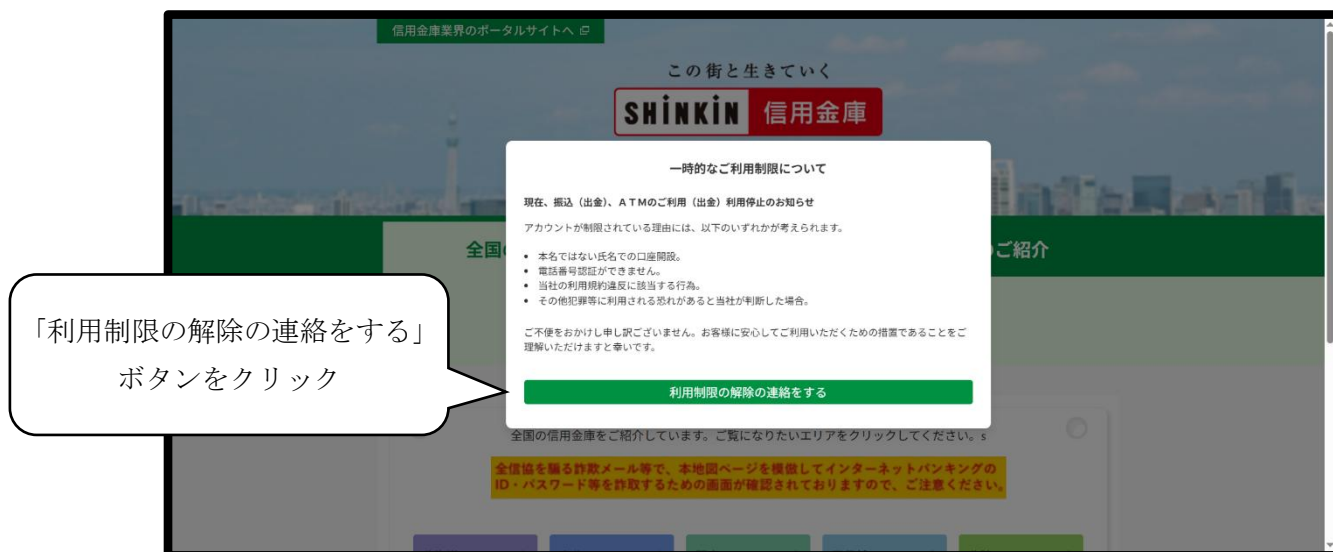 信用金庫業界のポータルサイトへ
この街と生きていく
SHINKIN 信用金庫
一時的なご利用制限について
現在、振込（出金）、ＡＴＭのご利用（出金）利用停止のお知らせ
アカウントが制限されている理由には、以下のいずれかが考えられます。
• 本名ではない氏名での口座開設。
• 電話番号認証ができません。
• 当社の利用規約違反に該当する行為。
• その他犯罪等に利用される恐れがあると当社が判断した場合。
ご不便をおかけし申し訳ございません。お客様に安心してご利用いただくための措置であることをご
理解いただけますと幸いです。
利用制限の解除の連絡をする
全国
ご紹介
「利用制限の解除の連絡をする」
ボタンをクリック
全国の信用金庫をご紹介しています。ご覧になりたいエリアをクリックしてください。s
全信協を騙る詐欺メール等で、本地図ページを模倣してインターネットバンキングの
ID・パスワード等を詐取するための画面が確認されておりますので、ご注意ください。